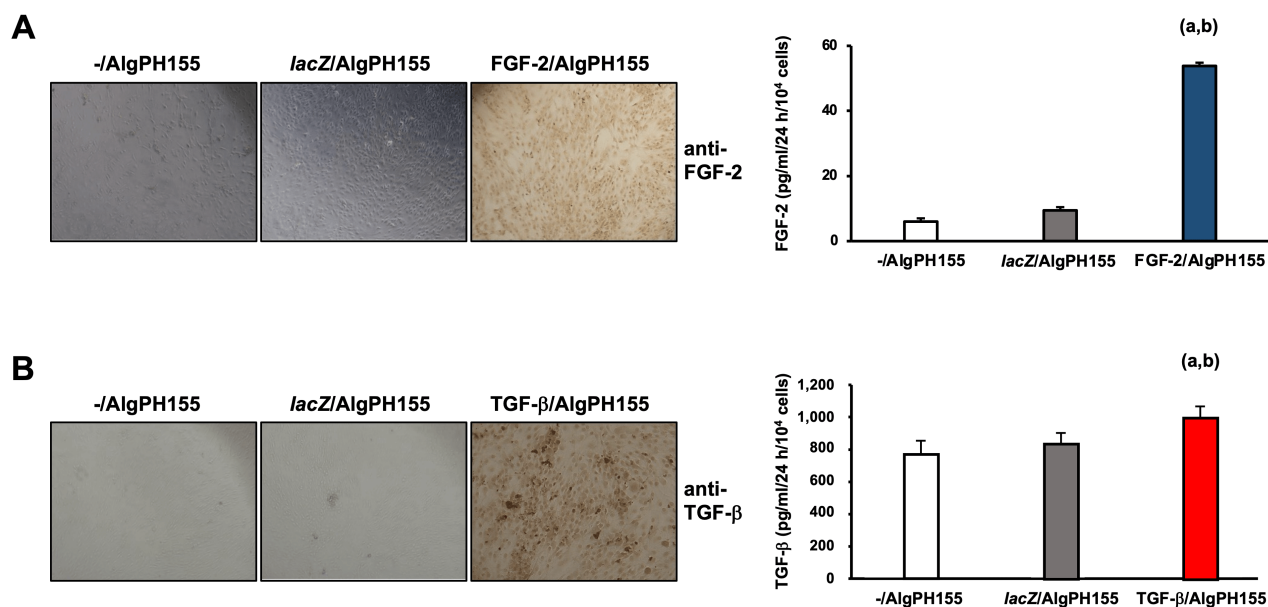 A
-/AlgPH155
lacZ/AlgPH155
FGF-2/AlgPH155
anti-
FGF-2
(a,b)
FGF-2 (pg/ml/24 h/10⁴ cells)
60
40
20
0
-/AlgPH155
lacZ/AlgPH155
FGF-2/AlgPH155
B
-/AlgPH155
lacZ/AlgPH155
TGF-β/AlgPH155
anti-
TGF-β
(a,b)
TGF-β (pg/ml/24 h/10⁴ cells)
1,200
1,000
800
600
400
200
0
-/AlgPH155
lacZ/AlgPH155
TGF-β/AlgPH155